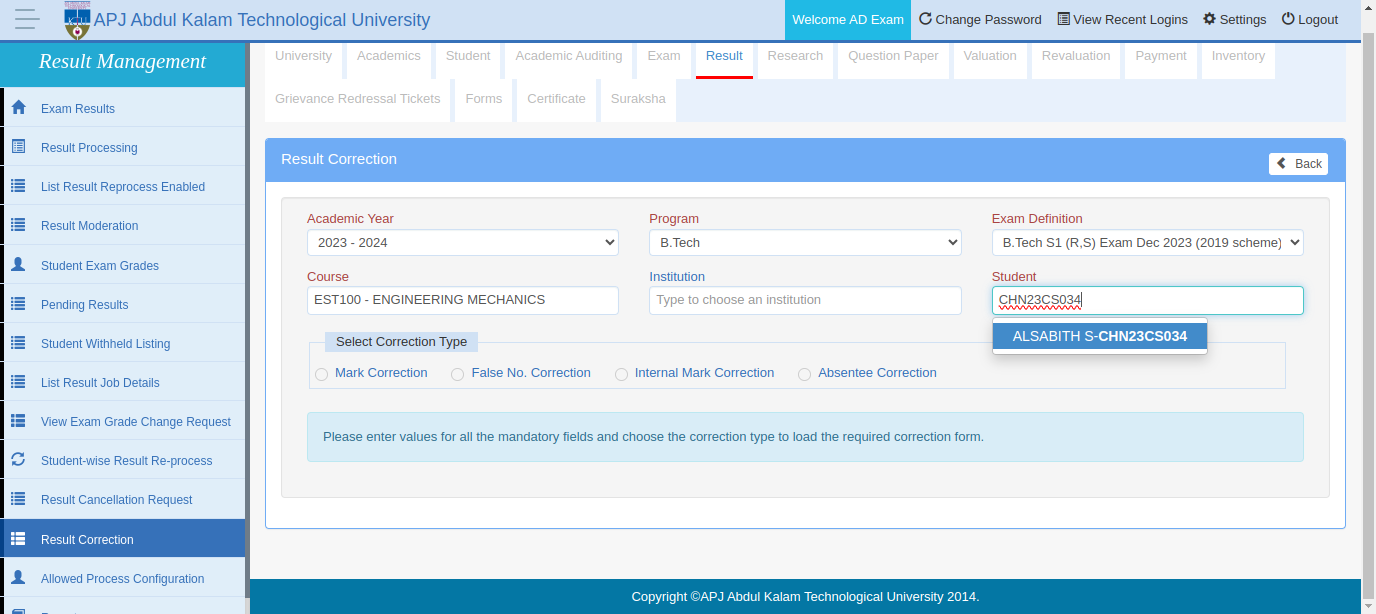 APJ Abdul Kalam Technological University
Welcome AD Exam Change Password View Recent Logins Settings Logout
Result Management
Exam Results
Result Processing
List Result Reprocess Enabled
Result Moderation
Student Exam Grades
Pending Results
Student Withheld Listing
List Result Job Details
View Exam Grade Change Request
Student-wise Result Re-process
Result Cancellation Request
Result Correction
Allowed Process Configuration
University Academics Student Academic Auditing Exam Result Research Question Paper Valuation Revaluation Payment Inventory
Grievance Redressal Tickets Forms Certificate Suraksha
Result Correction
Back
Academic Year Program Exam Definition
2023 - 2024 B.Tech B.Tech S1 (R,S) Exam Dec 2023 (2019 scheme)
Course Institution Student
EST100 - ENGINEERING MECHANICS Type to choose an institution CHN23CS034
ALSABITH S-CHN23CS034
Select Correction Type
Mark Correction False No. Correction Internal Mark Correction Absentee Correction
Please enter values for all the mandatory fields and choose the correction type to load the required correction form.
Copyright ©APJ Abdul Kalam Technological University 2014.